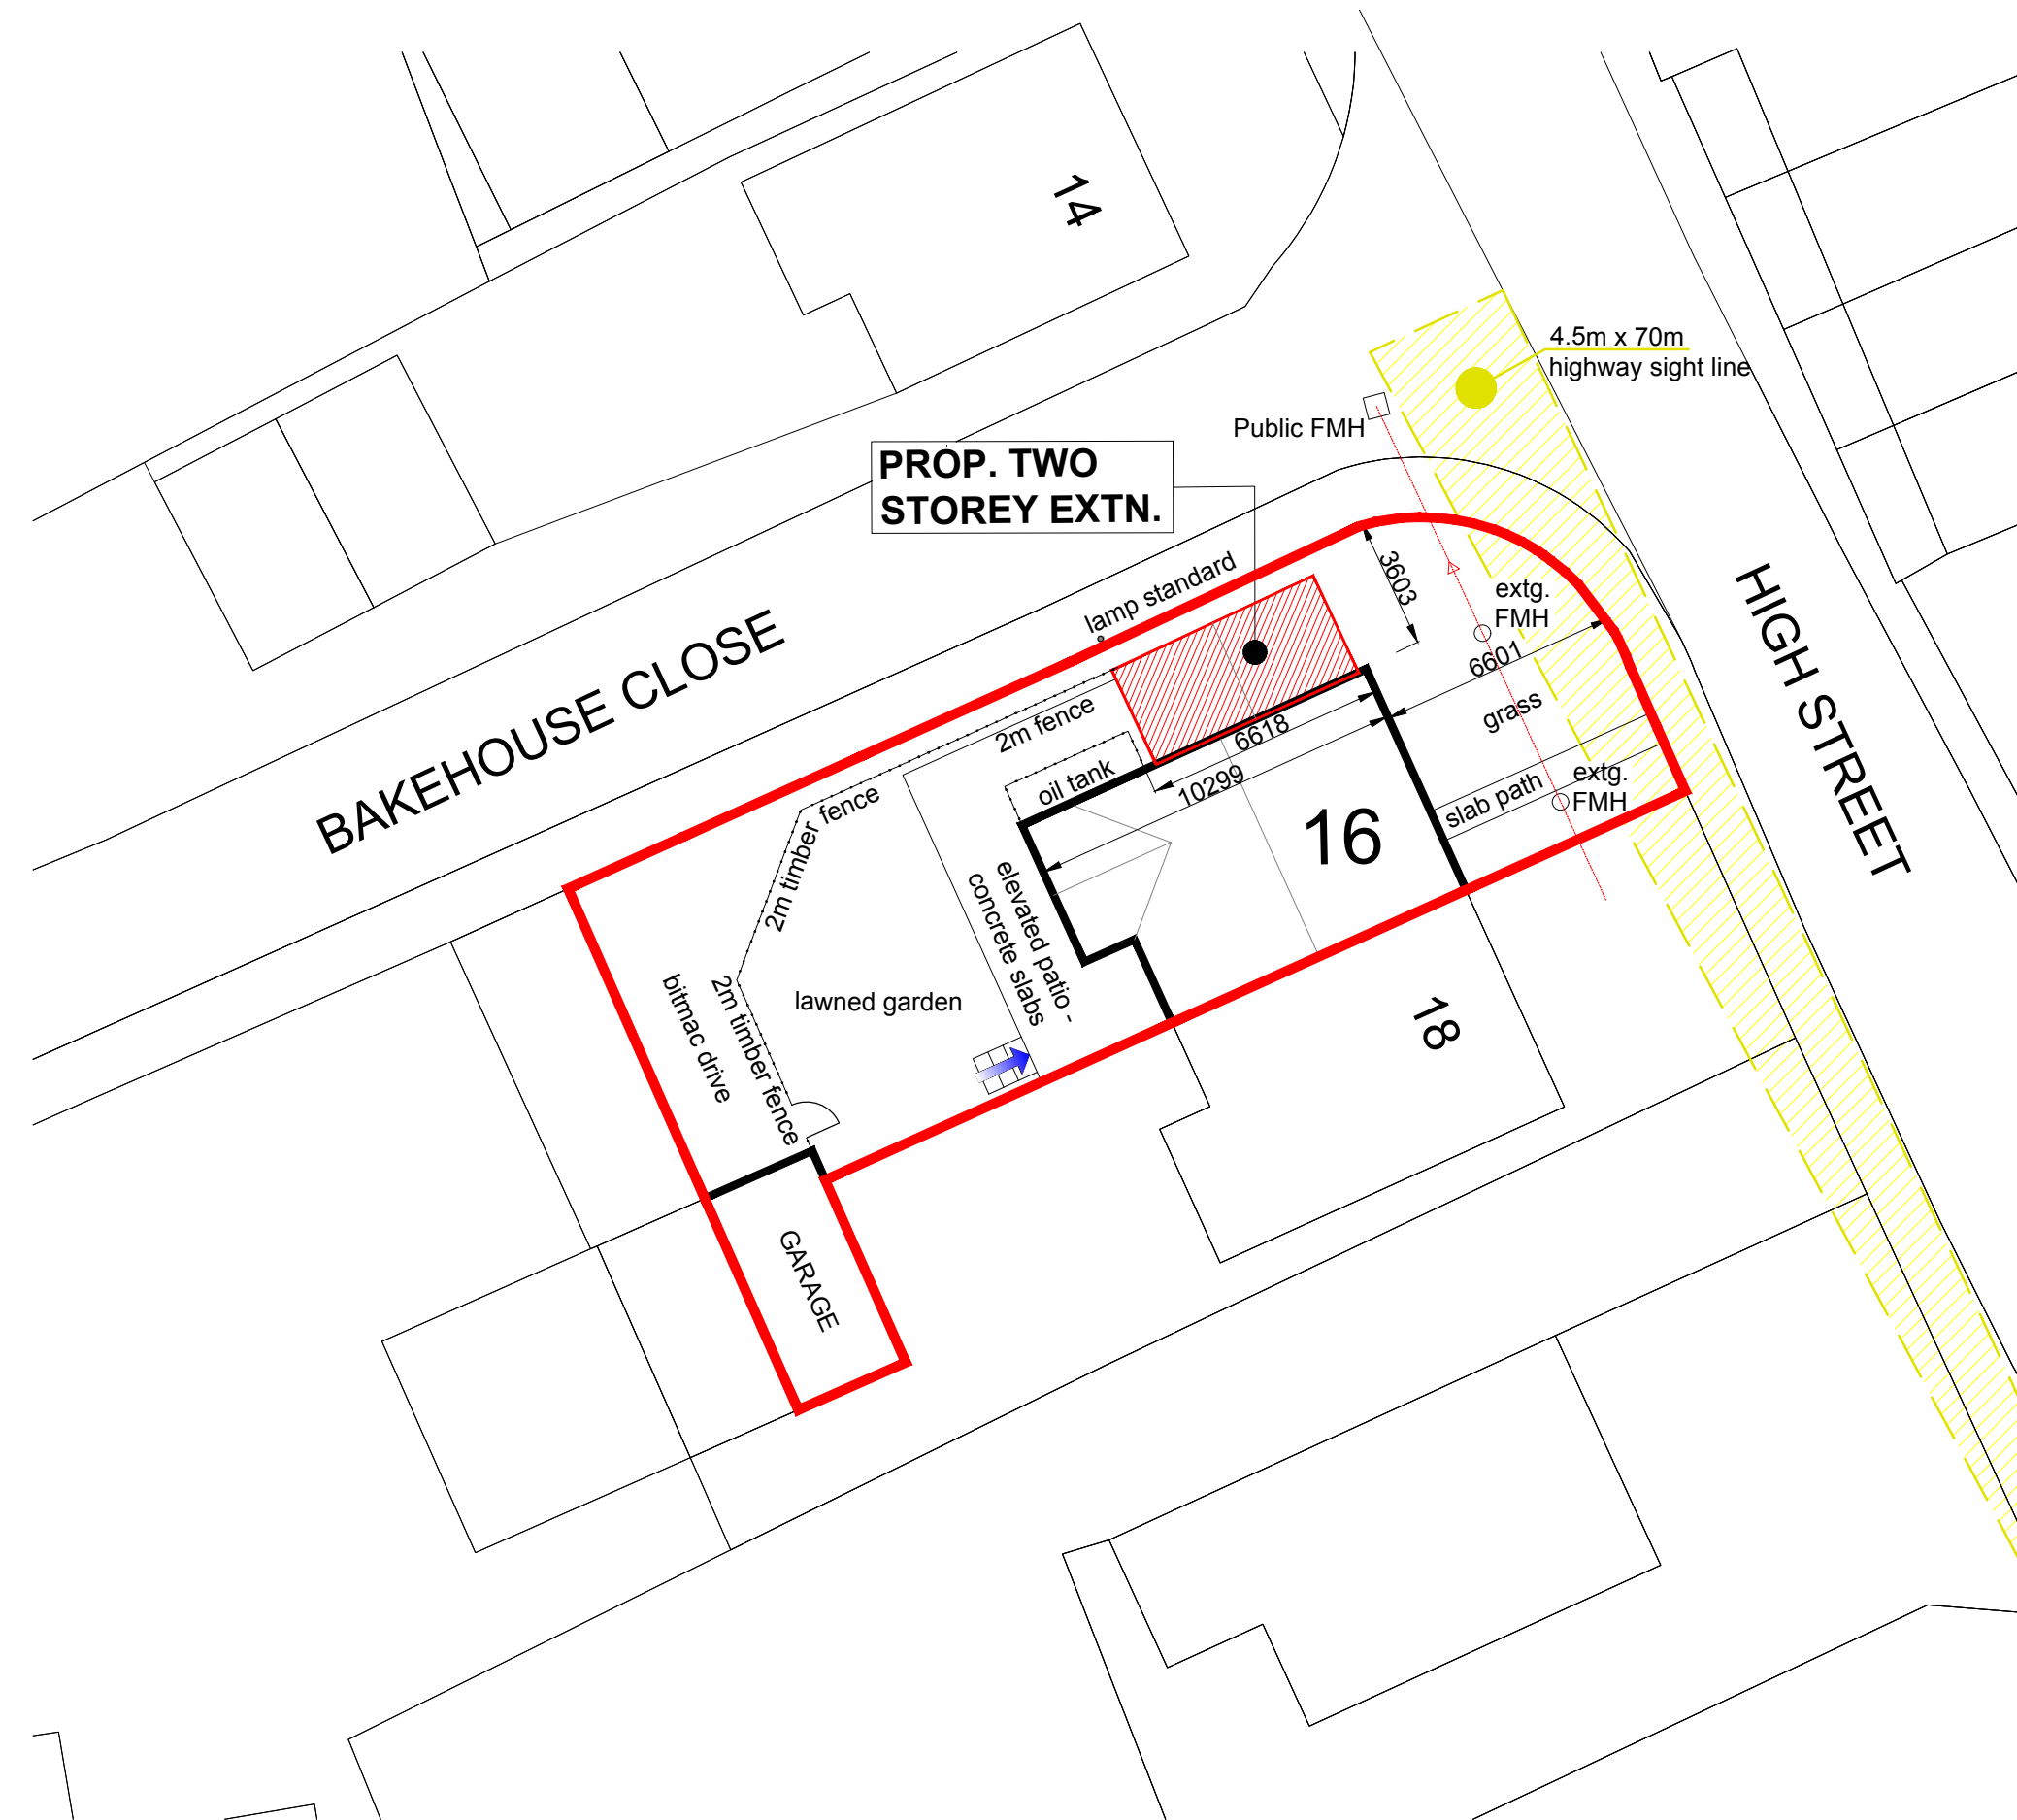 14
4.5m x 70m
highway sight line
Public FMH
PROP. TWO
STOREY EXTN.
lamp standard
3603
extg.
FMH
6601
HIGH STREET
BAKEHOUSE CLOSE
2m fence
grass
6618
10299
oil tank
extg.
FMH
slab path
16
2m timber fence
elevated patio -
concrete slabs
lawned garden
bitmac drive
2m timber fence
18
GARAGE